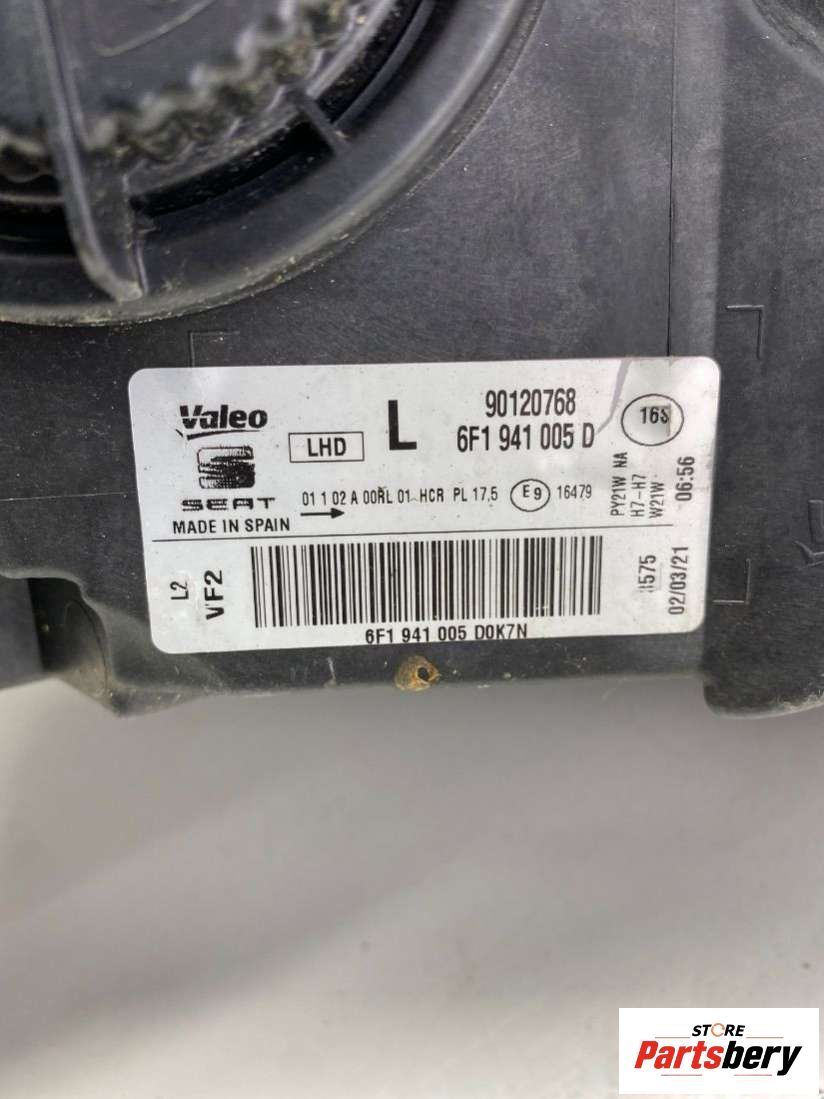 Valeo
SEAT
MADE IN SPAIN
LHD
L
90120768
6F1 941 005 D
16S
01 1 02 A 00RL 01 HCR PL 17,5
E9 16479
PY21W NA
H7-H7
W21W
06:56
L2
VF2
6F1 941 005 D0K7N
575
02/03/21
STORE
Partsbery